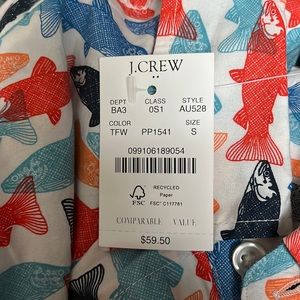 J.CREW
DEPT CLASS STYLE
BA3 0S1 AU528
COLOR SIZE
TFW PP1541 S
099106189054
FSC
RECYCLED
Paper
FSC® C117781
COMPARABLE VALUE
$59.50